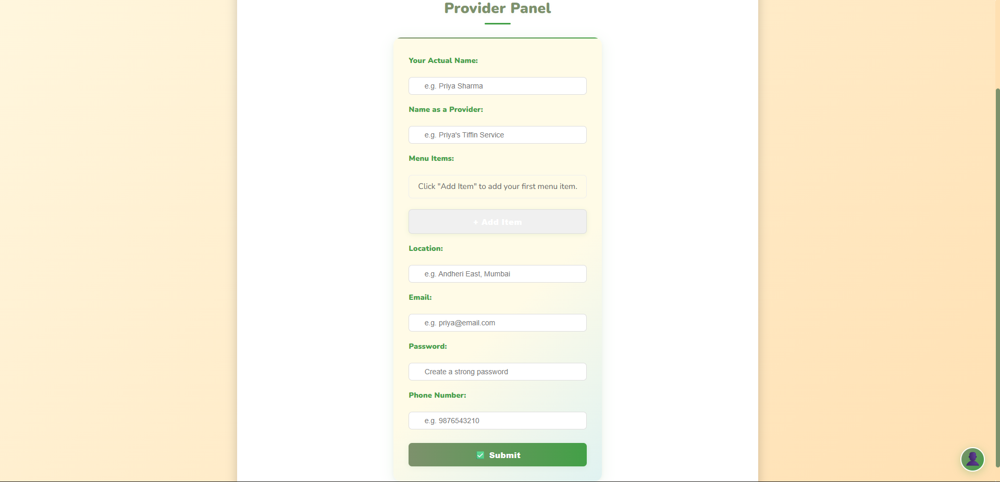 Provider Panel
Your Actual Name:
e.g. Priya Sharma
Name as a Provider:
e.g. Priya's Tiffin Service
Menu Items:
Click "Add Item" to add your first menu item.
+ Add Item
Location:
e.g. Andheri East, Mumbai
Email:
e.g. priya@email.com
Password:
Create a strong password
Phone Number:
e.g. 9876543210
✅ Submit